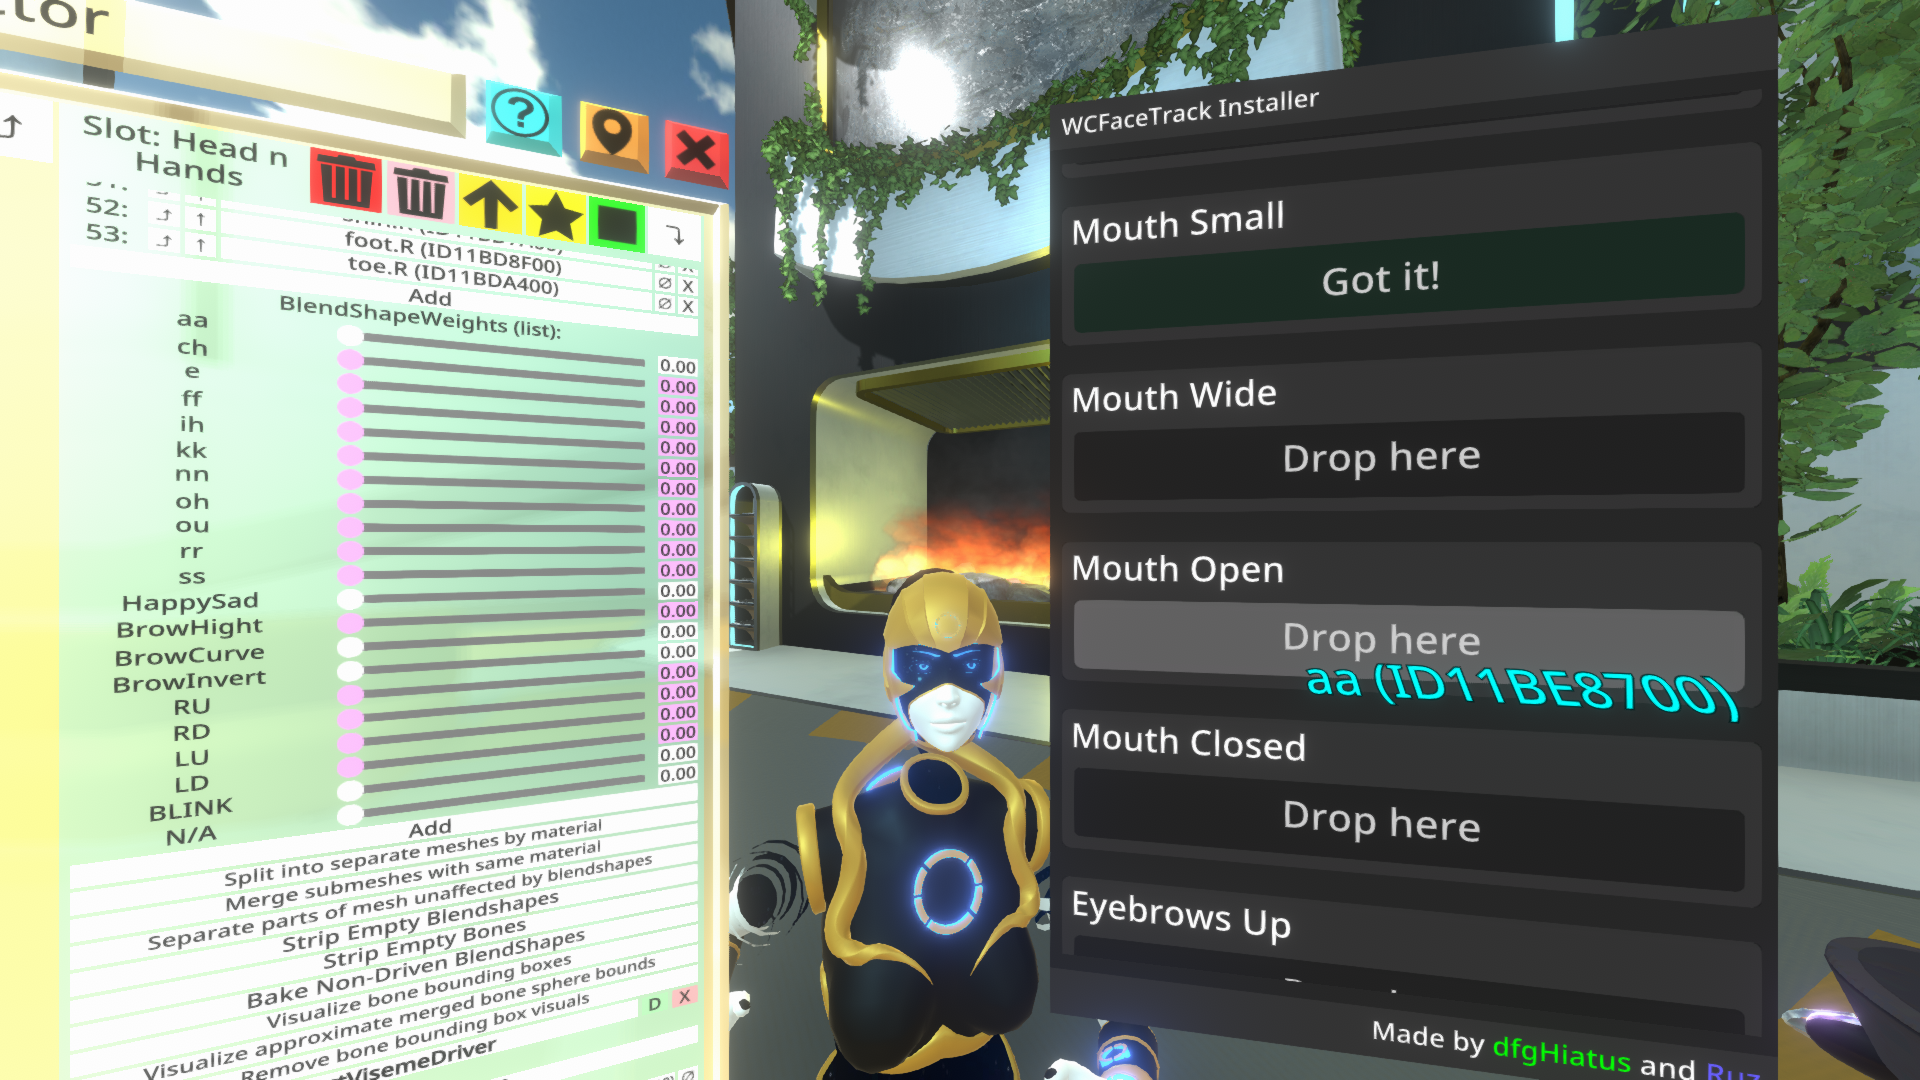 tor
?
Slot: Head n
Hands
52:
53:
foot.R (ID11BD8F00)
toe.R (ID11BDA400)
Ø X
Ø X
Add
BlendShapeWeights (list):
aa 0.00
ch 0.00
e 0.00
ff 0.00
ih 0.00
kk 0.00
nn 0.00
oh 0.00
ou 0.00
rr 0.00
ss 0.00
HappySad 0.00
BrowHight 0.00
BrowCurve 0.00
BrowInvert 0.00
RU 0.00
RD 0.00
LU 0.00
LD 0.00
BLINK 0.00
N/A 0.00
Add
Split into separate meshes by material
Merge submeshes with same material
Separate parts of mesh unaffected by blendshapes
Strip Empty Blendshapes
Strip Empty Bones
Bake Non-Driven BlendShapes
Visualize bone bounding boxes
Visualize approximate merged bone sphere bounds
Remove bone bounding box visuals
D X
VisemeDriver
WCFaceTrack Installer
Mouth Small
Got it!
Mouth Wide
Drop here
Mouth Open
Drop here
aa (ID11BE8700)
Mouth Closed
Drop here
Eyebrows Up
Made by dfgHiatus and Ruz